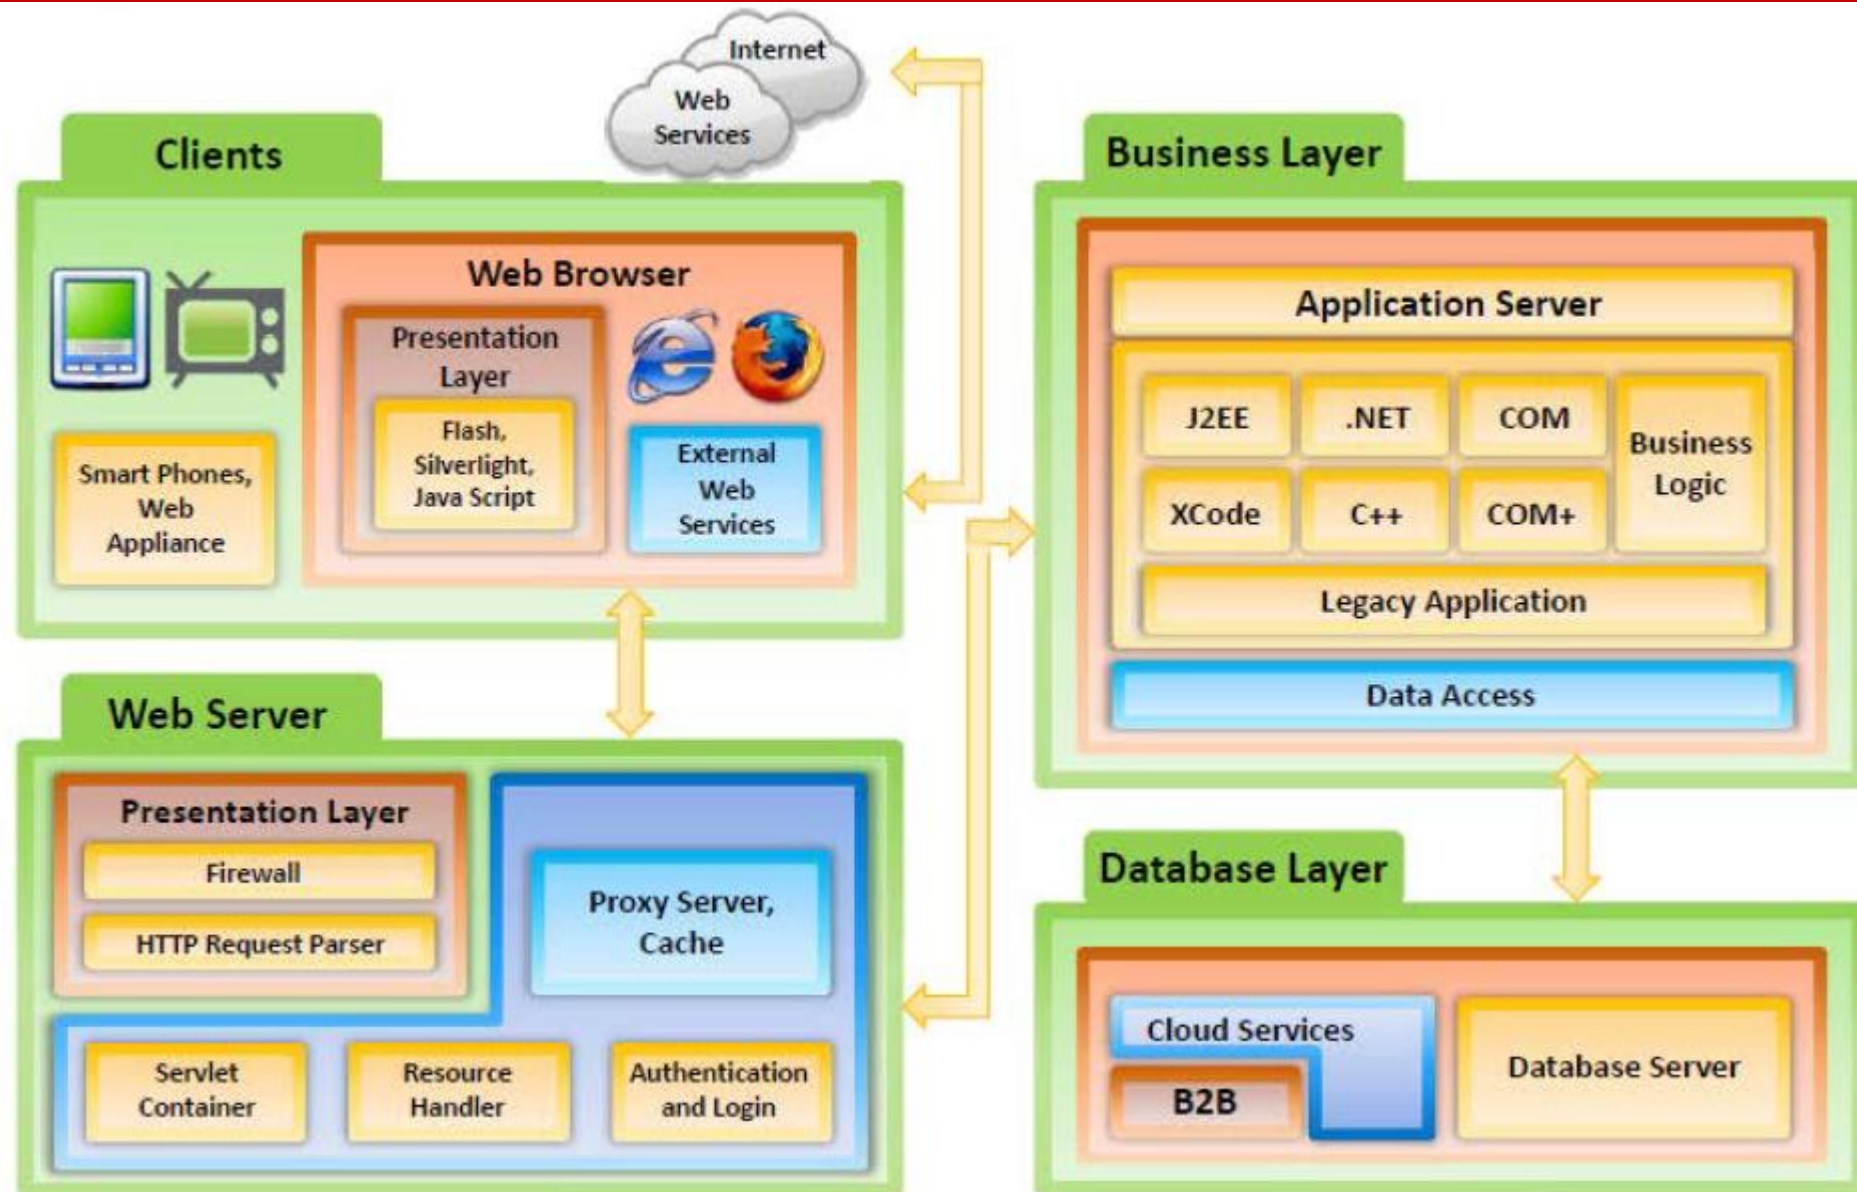 Internet
Web
Services
Clients
Web Browser
Presentation
Layer
Flash,
Silverlight,
Java Script
External
Web
Services
Smart Phones,
Web
Appliance
Business Layer
Application Server
J2EE
.NET
COM
Business
Logic
XCode
C++
COM+
Legacy Application
Data Access
Web Server
Presentation Layer
Firewall
HTTP Request Parser
Proxy Server,
Cache
Servlet
Container
Resource
Handler
Authentication
and Login
Database Layer
Cloud Services
B2B
Database Server